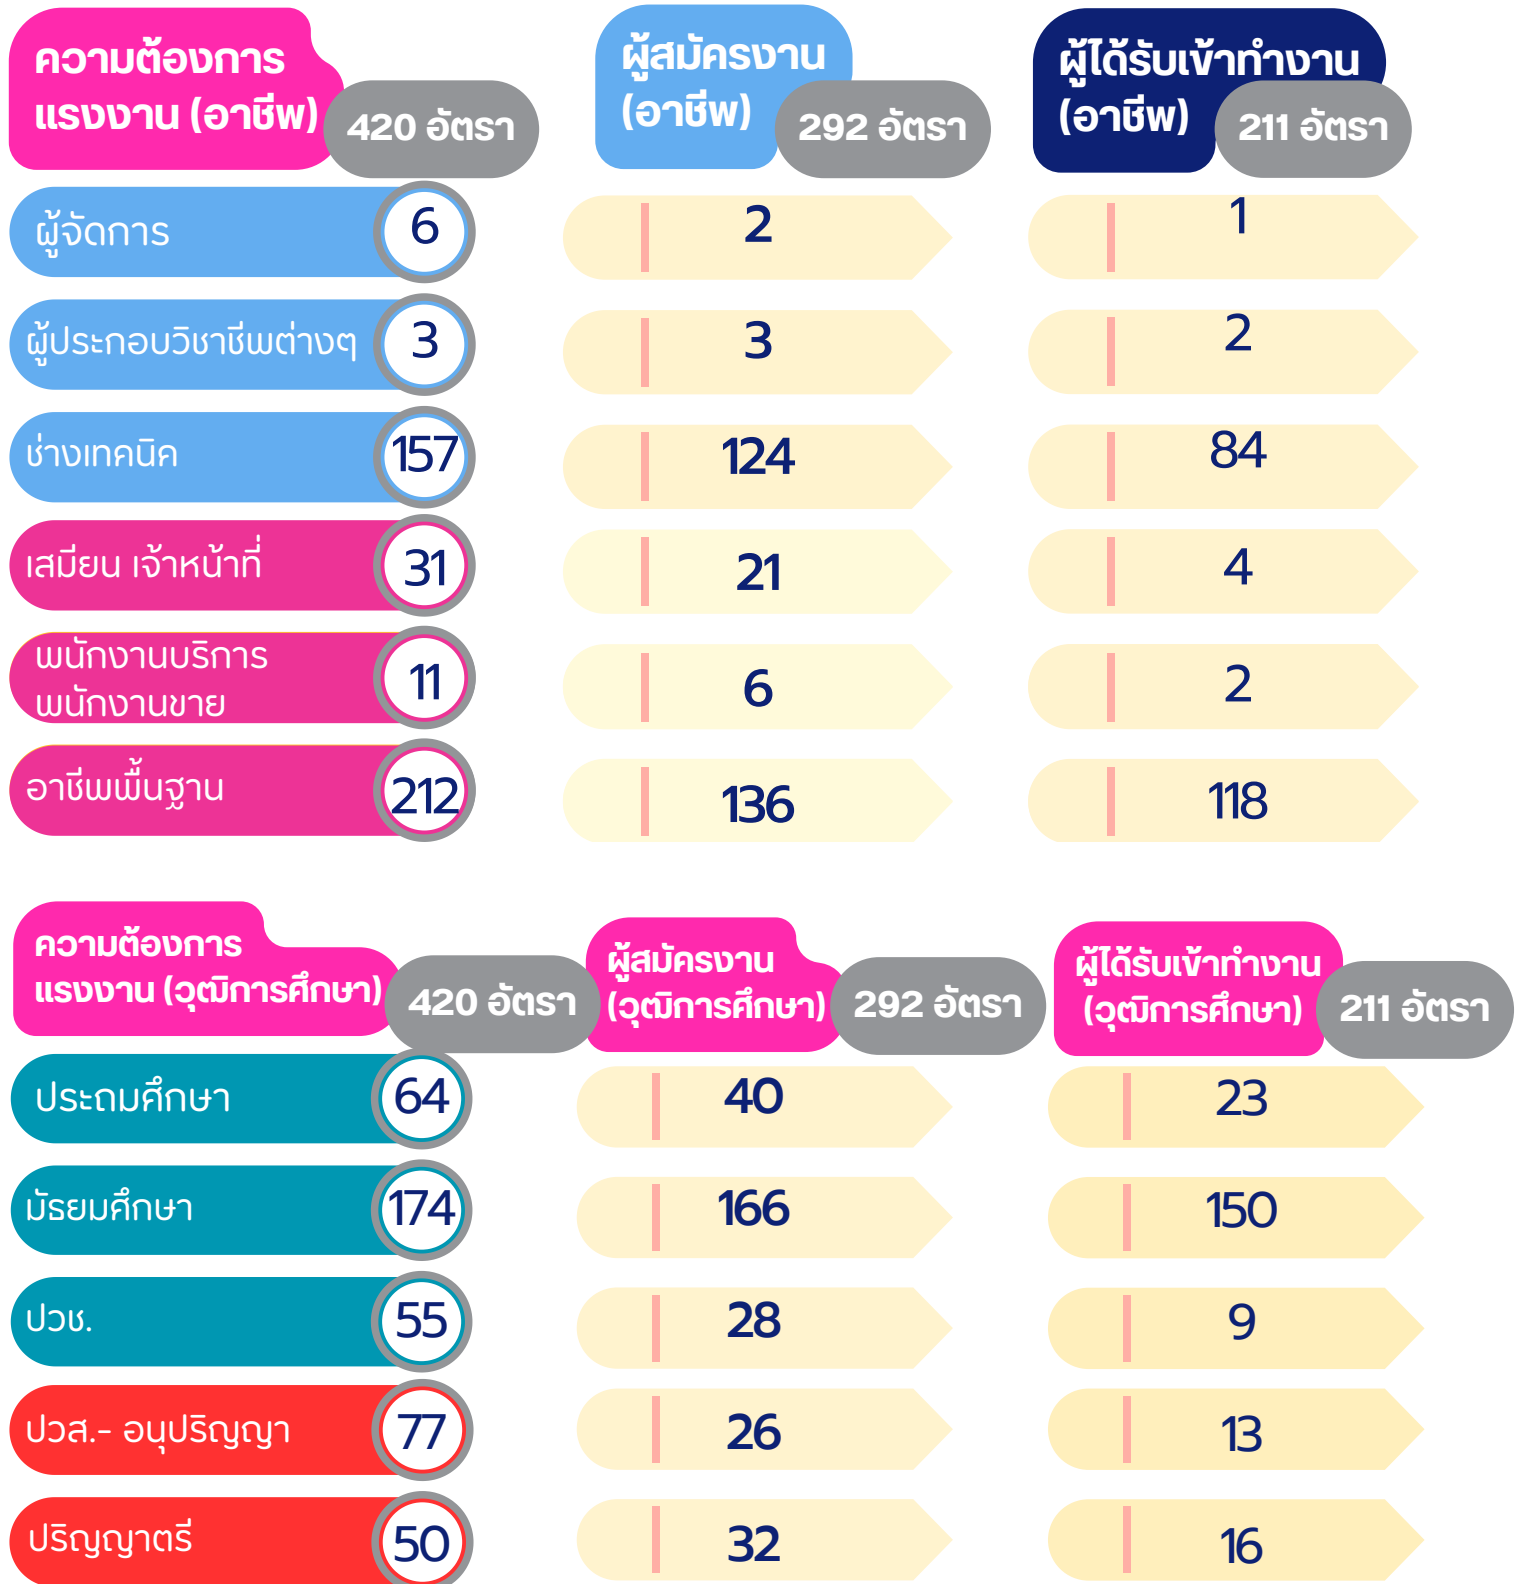 ความต้องการ
แรงงาน (อาชีพ)
420 อัตรา
ผู้สมัครงาน
(อาชีพ)
292 อัตรา
ผู้ได้รับเข้าทำงาน
(อาชีพ)
211 อัตรา
ผู้จัดการ 6 2 1
ผู้ประกอบวิชาชีพต่างๆ 3 3 2
ช่างเทคนิค 157 124 84
เสมียน เจ้าหน้าที่ 31 21 4
พนักงานบริการ
พนักงานขาย 11 6 2
อาชีพพื้นฐาน 212 136 118
ความต้องการ
แรงงาน (วุฒิการศึกษา)
420 อัตรา
ผู้สมัครงาน
(วุฒิการศึกษา)
292 อัตรา
ผู้ได้รับเข้าทำงาน
(วุฒิการศึกษา)
211 อัตรา
ประถมศึกษา 64 40 23
มัธยมศึกษา 174 166 150
ปวช. 55 28 9
ปวส.- อนุปริญญา 77 26 13
ปริญญาตรี 50 32 16